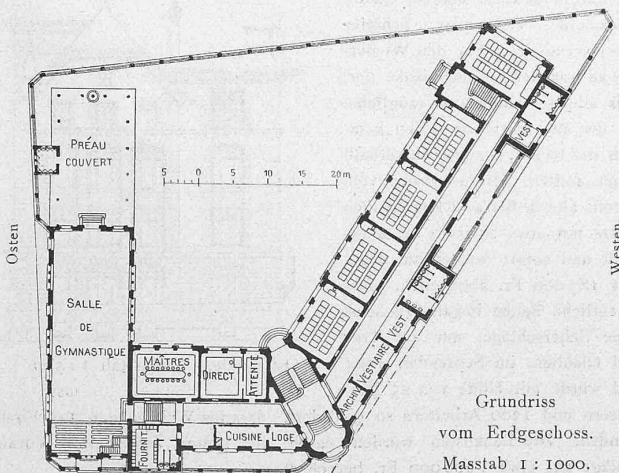 PRÉAU
COUVERT
5 0 5 10 15 20 m
VEST
Osten
Westen
SALLE
DE
GYMNASTIQUE
MAÎTRES
DIRECT.
ATTENTE
VEST
VESTIAIRE
ARCHIV
FOURNIT
CUISINE
LOGE
Grundriss
vom Erdgeschoss.
Masstab 1 : 1000.